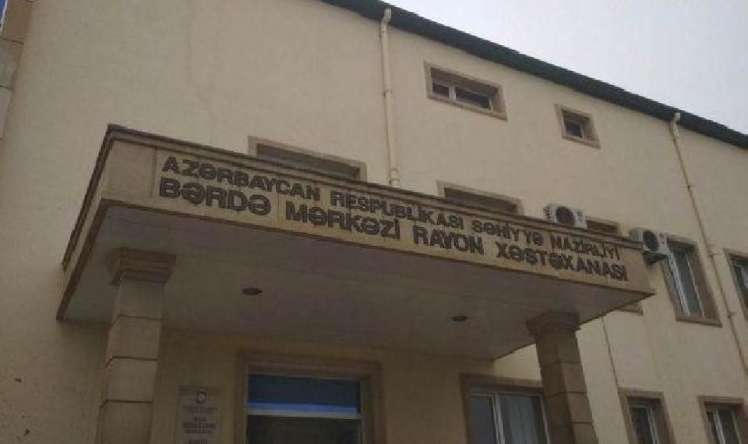 AZƏRBAYCAN RESPUBLİKASI SƏHİYYƏ NAZİRLİYİ
BƏRDƏ MƏRKƏZİ RAYON XƏSTƏXANASI